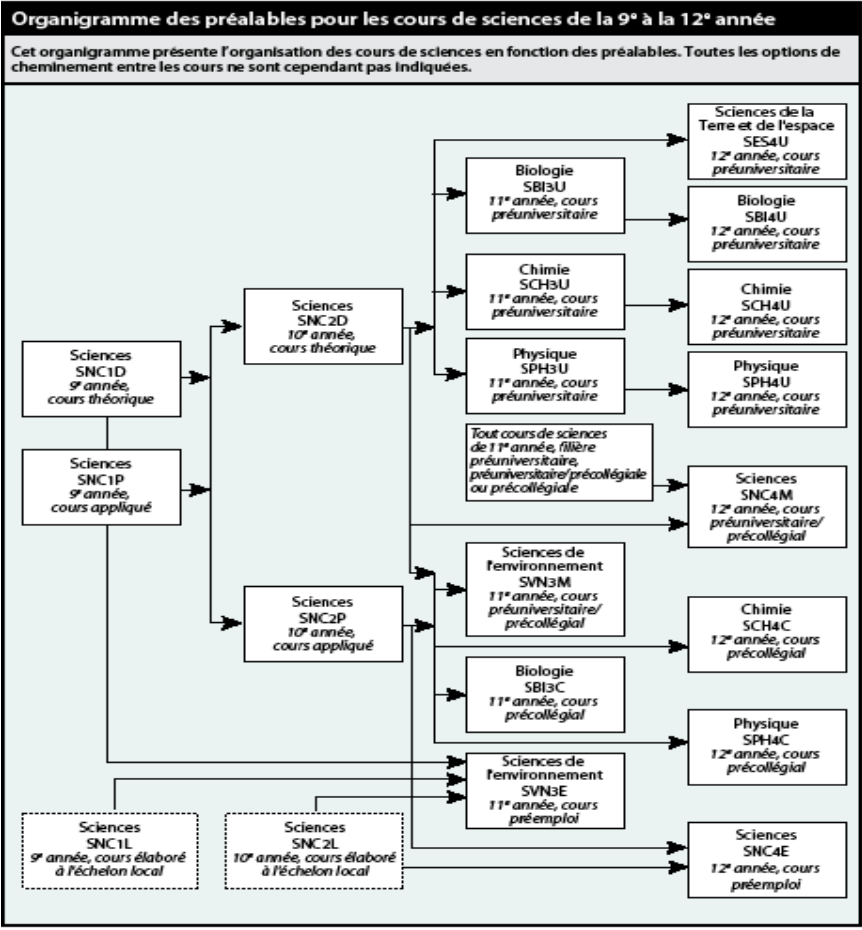 Organigramme des préalables pour les cours de sciences de la 9e à la 12e année
Cet organigramme présente l'organisation des cours de sciences en fonction des préalables. Toutes les options de
cheminement entre les cours ne sont cependant pas indiquées.
Sciences
SNC1D
9e année,
cours théorique
Sciences
SNC1P
9e année,
cours appliqué
Sciences
SNC1L
9e année, cours élaboré
à l'échelon local
Sciences
SNC2D
10e année,
cours théorique
Sciences
SNC2P
10e année,
cours appliqué
Sciences
SNC2L
10e année, cours élaboré
à l'échelon local
Biologie
SBI3U
11e année, cours
préuniversitaire
Chimie
SCH3U
11e année, cours
préuniversitaire
Physique
SPH3U
11e année, cours
préuniversitaire
Tout cours de sciences
de 11e année, filière
préuniversitaire,
préuniversitaire/précollégiale
ou précollégiale
Sciences de
l'environnement
SVN3M
11e année, cours
préuniversitaire/
précollégial
Biologie
SBI3C
11e année, cours
précollégial
Sciences de
l'environnement
SVN3E
11e année, cours
préemploi
Sciences de la
Terre et de l'espace
SES4U
12e année, cours
préuniversitaire
Biologie
SBI4U
12e année, cours
préuniversitaire
Chimie
SCH4U
12e année, cours
préuniversitaire
Physique
SPH4U
12e année, cours
préuniversitaire
Sciences
SNC4M
12e année, cours
préuniversitaire/
précollégial
Chimie
SCH4C
12e année, cours
précollégial
Physique
SPH4C
12e année, cours
précollégial
Sciences
SNC4E
12e année, cours
préemploi